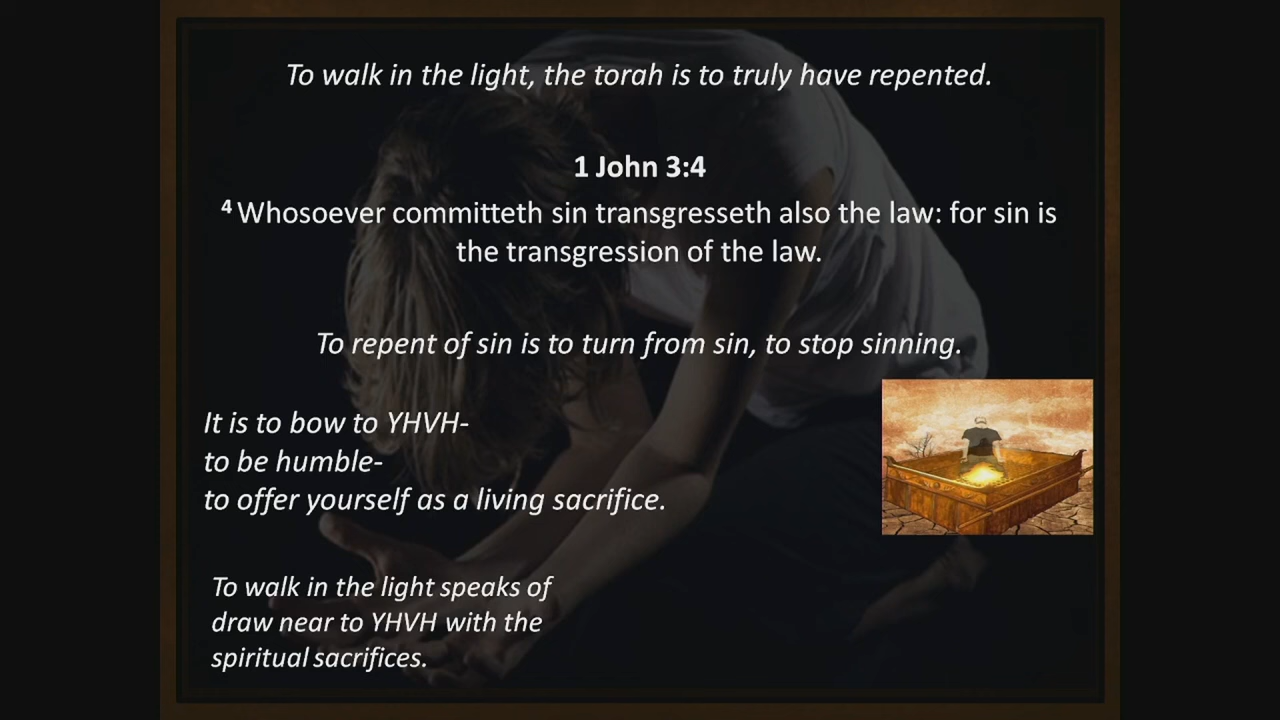 To walk in the light, the torah is to truly have repented.
1 John 3:4
4 Whosoever committeth sin transgresseth also the law: for sin is
the transgression of the law.
To repent of sin is to turn from sin, to stop sinning.
It is to bow to YHVH-
to be humble-
to offer yourself as a living sacrifice.
To walk in the light speaks of
draw near to YHVH with the
spiritual sacrifices.